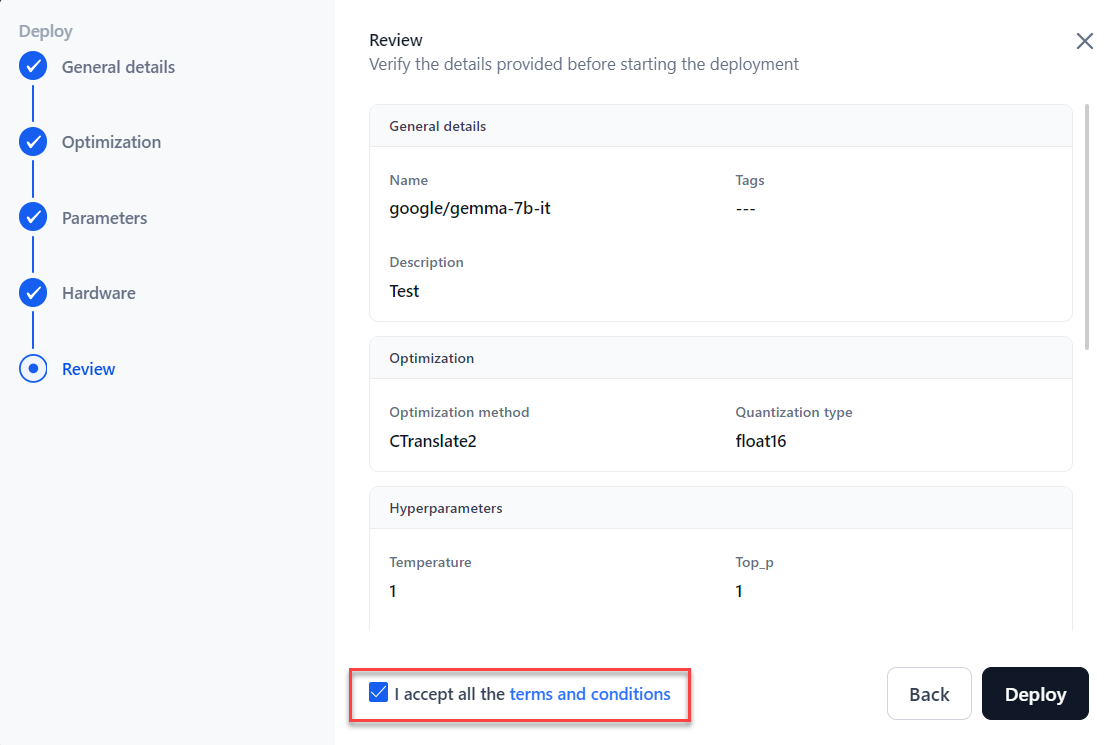 Deploy
General details
Optimization
Parameters
Hardware
Review
Review
Verify the details provided before starting the deployment
General details
Name
Tags
google/gemma-7b-it
---
Description
Test
Optimization
Optimization method
Quantization type
CTranslate2
float16
Hyperparameters
Temperature
Top_p
1
1
I accept all the terms and conditions
Back
Deploy